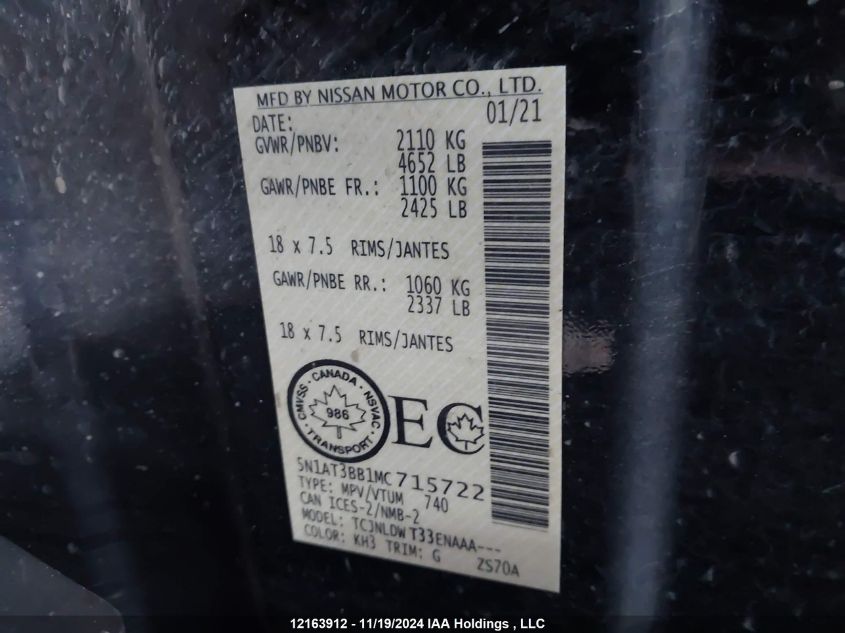 MFD BY NISSAN MOTOR CO., LTD.
DATE: 01/21
GVWR/PNBV: 2110 KG
4652 LB
GAWR/PNBE FR.: 1100 KG
2425 LB
18 x 7.5 RIMS/JANTES
GAWR/PNBE RR.: 1060 KG
2337 LB
18 x 7.5 RIMS/JANTES
CMVSS · CANADA · NSVAC
986
TRANSPORT
EC
5N1AT3BB1MC715722
TYPE: MPV/VTUM 740
CAN ICES-2/NMB-2
MODEL: TCJNLDWT33ENAAA---
COLOR: KH3 TRIM: G ZS70A
12163912 - 11/19/2024 IAA Holdings , LLC